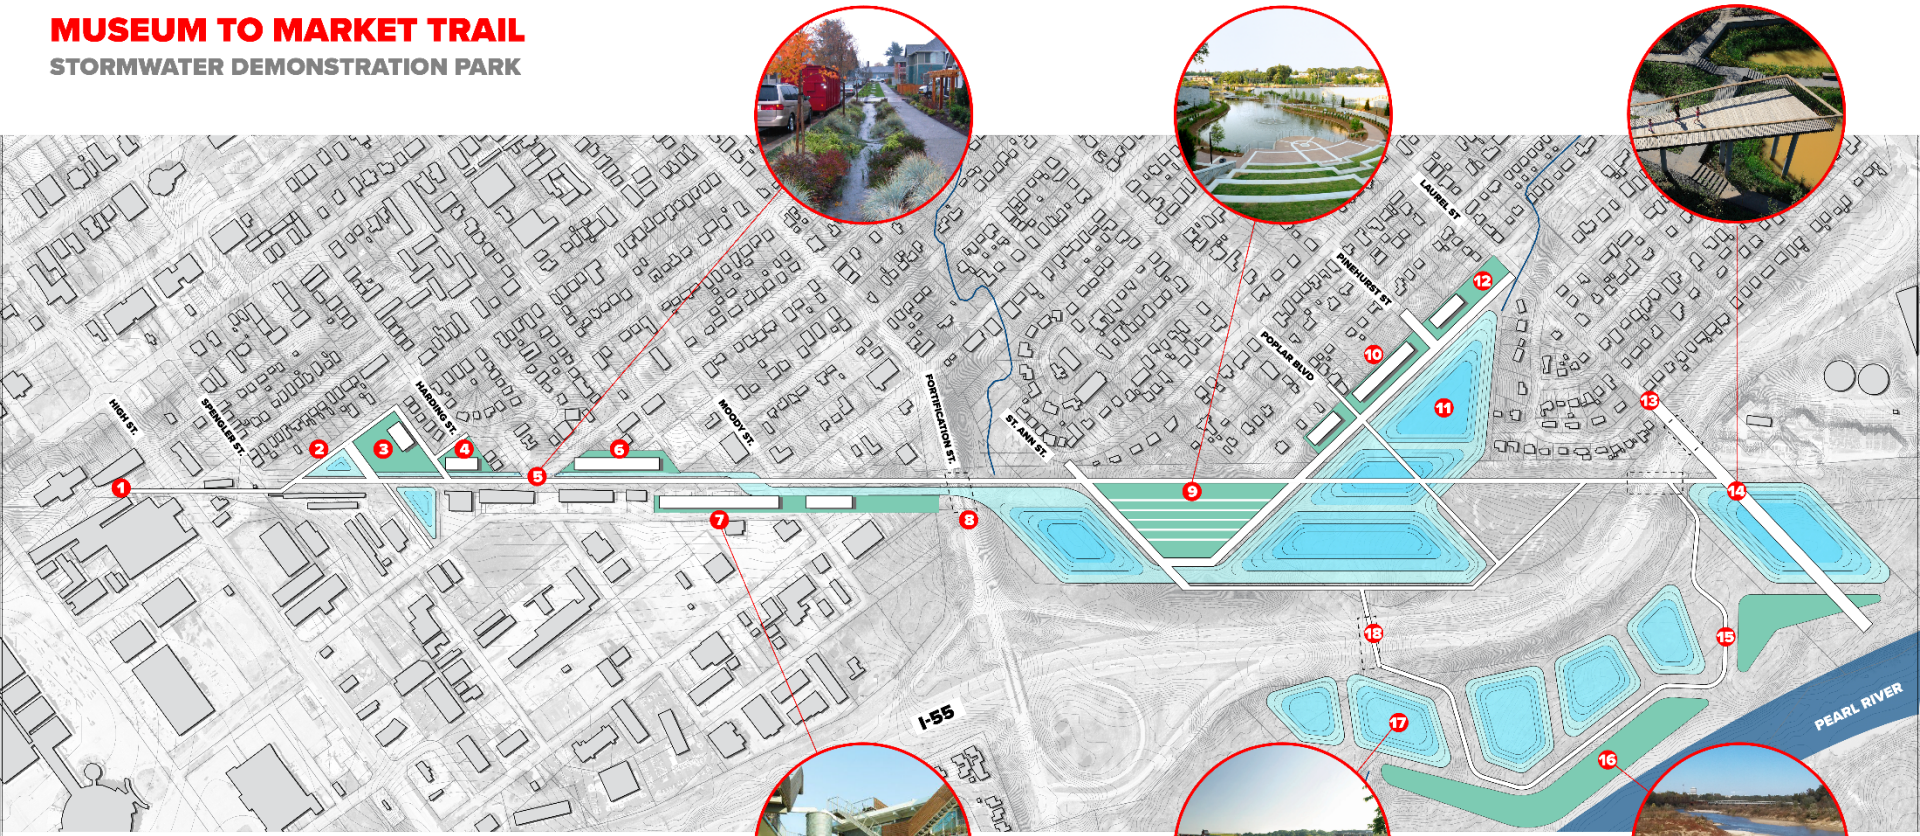 MUSEUM TO MARKET TRAIL
STORMWATER DEMONSTRATION PARK
LAUREL ST
PINEHURST ST
12
10
POPLAR BLVD
11
13
HIGH ST.
SPENGLER ST.
HARDING ST.
MOODY ST.
FORTIFICATION ST.
ST. ANN ST.
1
2
3
4
5
6
7
8
9
14
18
15
I-55
17
16
PEARL RIVER